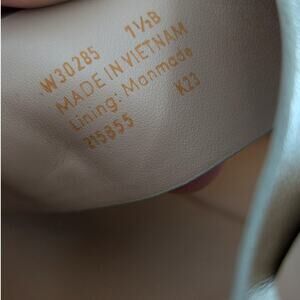 W30285 7½B
MADE IN VIETNAM
Lining: Manmade
215855 K23